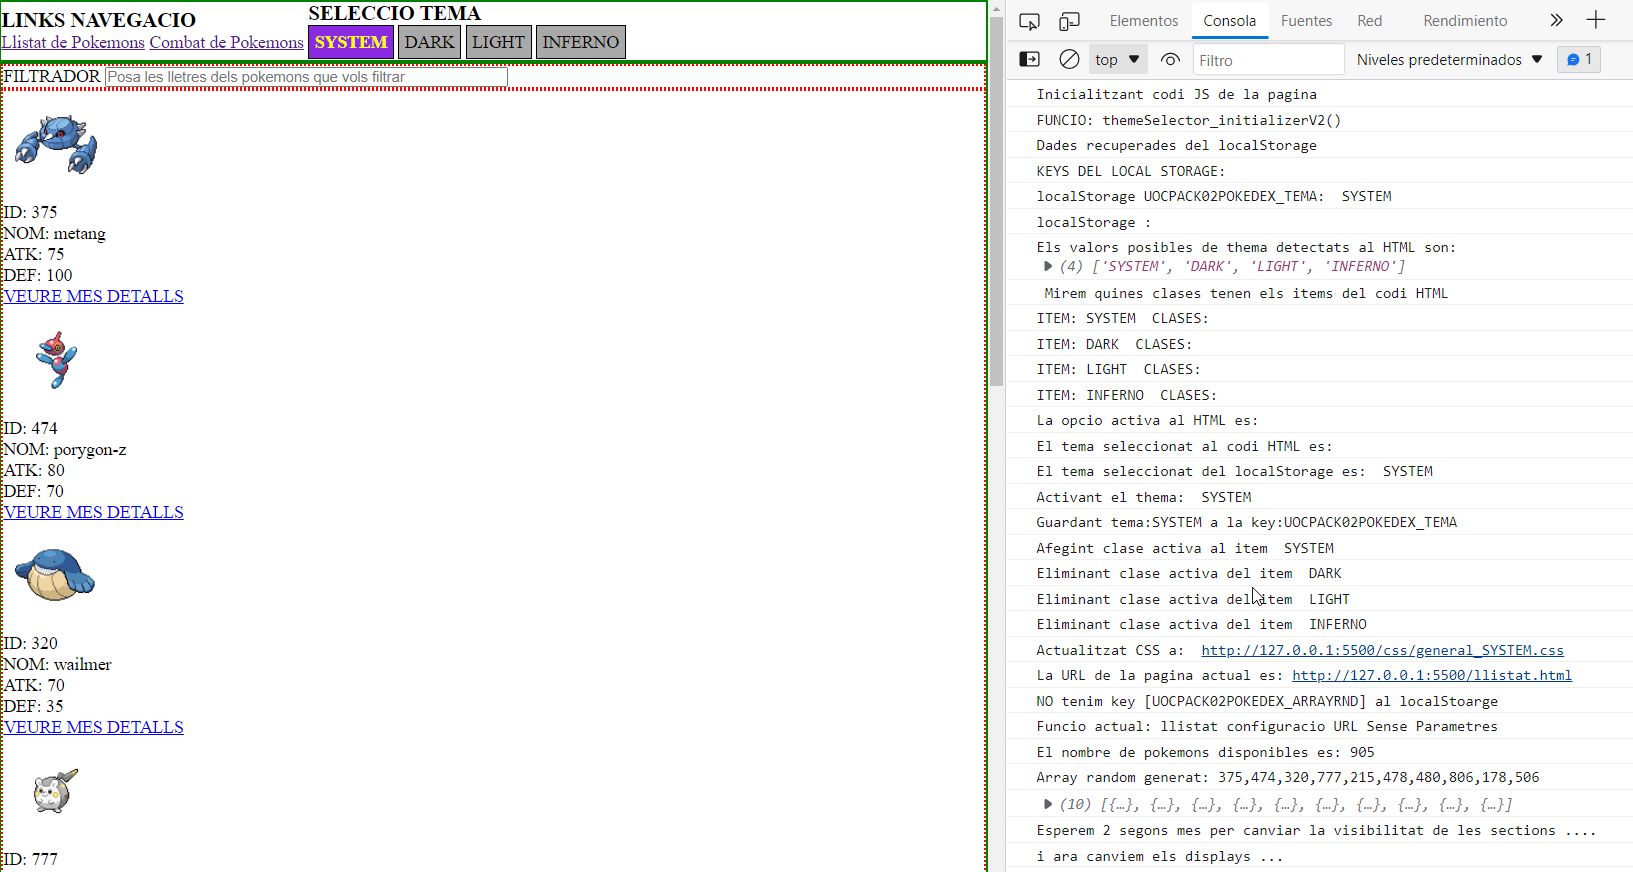 LINKS NAVEGACIO
Llistat de Pokemons Combat de Pokemons
SELECCIO TEMA
SYSTEM DARK LIGHT INFERNO
FILTRADOR Posa les lletres dels pokemons que vols filtrar
ID: 375
NOM: metang
ATK: 75
DEF: 100
VEURE MES DETALLS
ID: 474
NOM: porygon-z
ATK: 80
DEF: 70
VEURE MES DETALLS
ID: 320
NOM: wailmer
ATK: 70
DEF: 35
VEURE MES DETALLS
ID: 777
Elementos Consola Fuentes Red Rendimiento
top Filtro Niveles predeterminados 1
Inicialitzant codi JS de la pagina
FUNCIO: themeSelector_initializerV2()
Dades recuperades del localStorage
KEYS DEL LOCAL STORAGE:
localStorage UOCPACK02POKEDEX_TEMA:  SYSTEM
localStorage :
Els valors posibles de thema detectats al HTML son:
(4) ['SYSTEM', 'DARK', 'LIGHT', 'INFERNO']
Mirem quines clases tenen els items del codi HTML
ITEM: SYSTEM  CLASES:
ITEM: DARK  CLASES:
ITEM: LIGHT  CLASES:
ITEM: INFERNO  CLASES:
La opcio activa al HTML es:
El tema seleccionat al codi HTML es:
El tema seleccionat del localStorage es:  SYSTEM
Activant el thema:  SYSTEM
Guardant tema:SYSTEM a la key:UOCPACK02POKEDEX_TEMA
Afegint clase activa al item  SYSTEM
Eliminant clase activa del item  DARK
Eliminant clase activa del item  LIGHT
Eliminant clase activa del item  INFERNO
Actualitzat CSS a:  http://127.0.0.1:5500/css/general_SYSTEM.css
La URL de la pagina actual es: http://127.0.0.1:5500/llistat.html
NO tenim key [UOCPACK02POKEDEX_ARRAYRND] al localStoarge
Funcio actual: llistat configuracio URL Sense Parametres
El nombre de pokemons disponibles es: 905
Array random generat: 375,474,320,777,215,478,480,806,178,506
(10) [{…}, {…}, {…}, {…}, {…}, {…}, {…}, {…}, {…}, {…}]
Esperem 2 segons mes per canviar la visibilitat de les sections ....
i ara canviem els displays ...